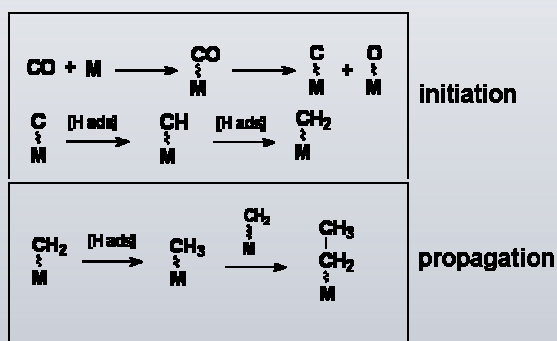 CO + M CO M C M + O M
initiation
C M [H ads] CH M [H ads] CH2 M
CH2 M [H ads] CH3 M CH2 M CH3 CH2 M
propagation